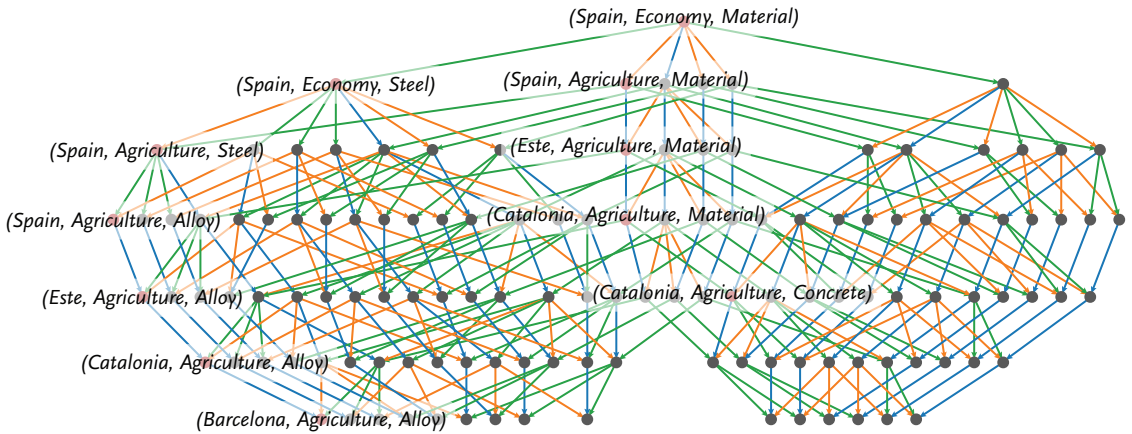 (Spain, Economy, Material)
(Spain, Economy, Steel)
(Spain, Agriculture, Material)
(Spain, Agriculture, Steel)
(Este, Agriculture, Material)
(Spain, Agriculture, Alloy)
(Catalonia, Agriculture, Material)
(Este, Agriculture, Alloy)
(Catalonia, Agriculture, Concrete)
(Catalonia, Agriculture, Alloy)
(Barcelona, Agriculture, Alloy)